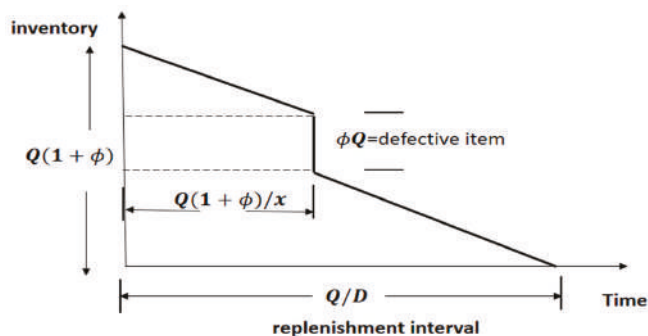 inventory
ϕQ=defective item
Q(1 + ϕ)
Q(1 + ϕ)/x
Q/D
Time
replenishment interval